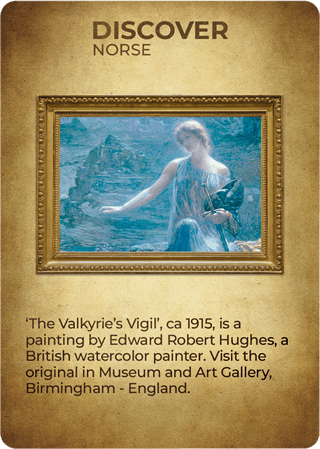 DISCOVER
NORSE
‘The Valkyrie’s Vigil’, ca 1915, is a
painting by Edward Robert Hughes, a
British watercolor painter. Visit the
original in Museum and Art Gallery,
Birmingham - England.